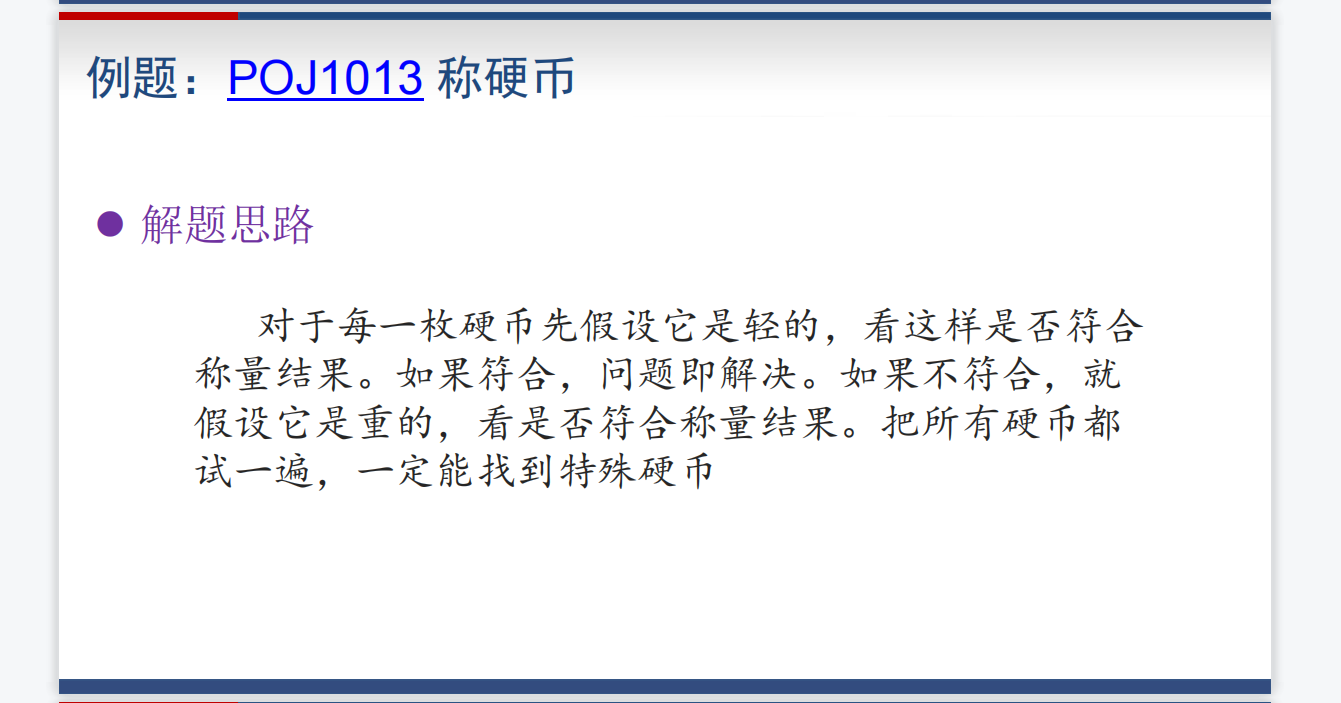 例题：POJ1013 称硬币
解题思路
对于每一枚硬币先假设它是轻的，看这样是否符合
称量结果。如果符合，问题即解决。如果不符合，就
假设它是重的，看是否符合称量结果。把所有硬币都
试一遍，一定能找到特殊硬币